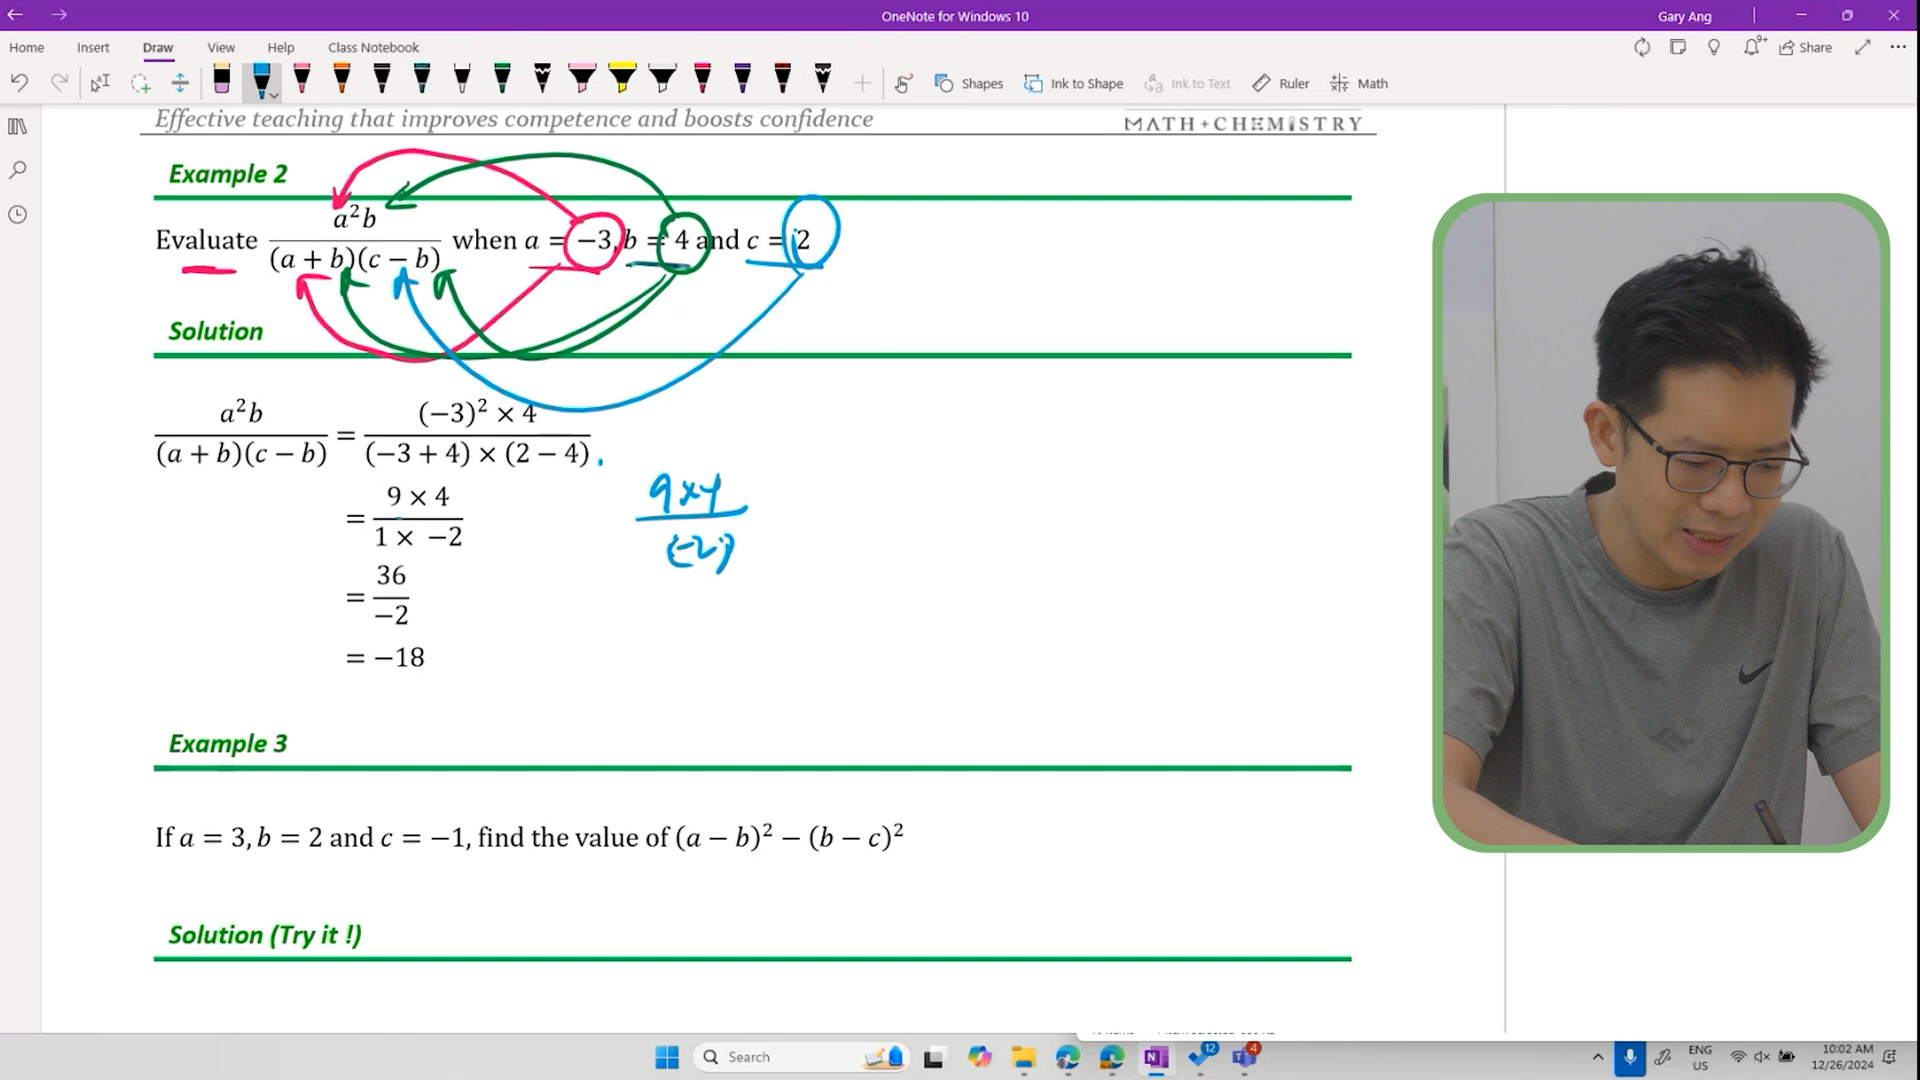 OneNote for Windows 10
Gary Ang
Home Insert Draw View Help Class Notebook
9+ Share
Shapes Ink to Shape Ink to Text Ruler Math
Effective teaching that improves competence and boosts confidence
MATH+CHEMISTRY
Example 2
Evaluate a²b / (a + b)(c − b) when a = −3, b = 4 and c = 2
Solution
a²b / (a + b)(c − b) = (−3)² × 4 / (−3 + 4) × (2 − 4)
= 9 × 4 / 1 × −2
9×4 / (−2)
= 36 / −2
= −18
Example 3
If a = 3, b = 2 and c = −1, find the value of (a − b)² − (b − c)²
Solution (Try it !)
Search
12
4
ENG
US
10:02 AM
12/26/2024